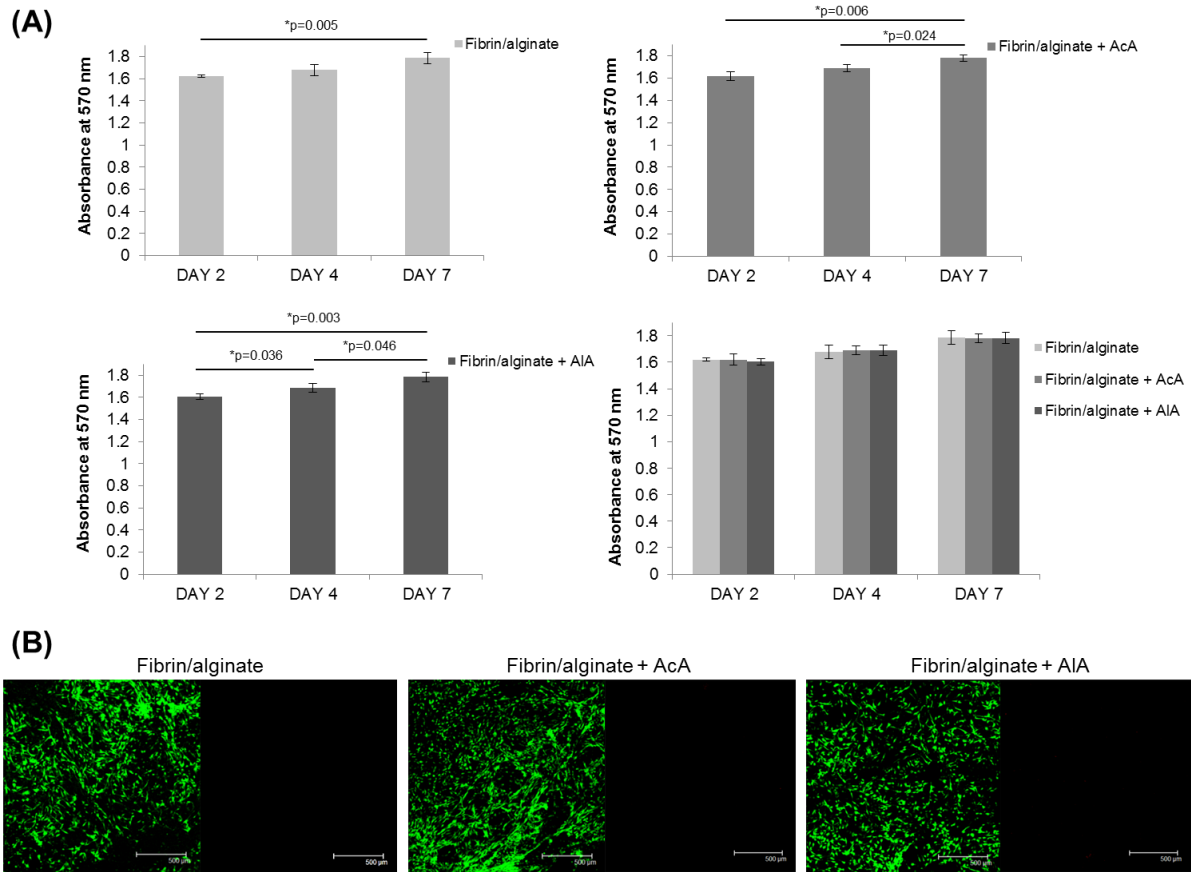 (A)
*p=0.005
Fibrin/alginate
Absorbance at 570 nm
1.8
1.6
1.4
1.2
1
0.8
0.6
0.4
0.2
0
DAY 2 DAY 4 DAY 7
*p=0.006
*p=0.024
Fibrin/alginate + AcA
Absorbance at 570 nm
1.8
1.6
1.4
1.2
1
0.8
0.6
0.4
0.2
0
DAY 2 DAY 4 DAY 7
*p=0.003
*p=0.036 *p=0.046
Fibrin/alginate + AlA
Absorbance at 570 nm
1.8
1.6
1.4
1.2
1
0.8
0.6
0.4
0.2
0
DAY 2 DAY 4 DAY 7
Absorbance at 570 nm
1.8
1.6
1.4
1.2
1
0.8
0.6
0.4
0.2
0
DAY 2 DAY 4 DAY 7
Fibrin/alginate
Fibrin/alginate + AcA
Fibrin/alginate + AlA
(B)
Fibrin/alginate Fibrin/alginate + AcA Fibrin/alginate + AlA
500 µm 500 µm 500 µm 500 µm 500 µm 500 µm